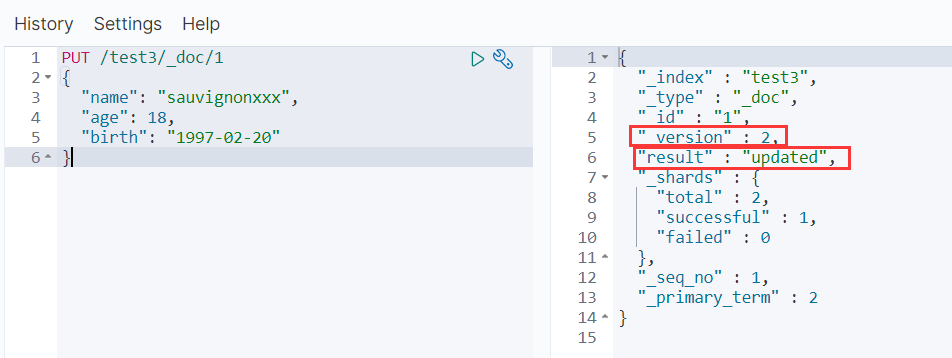 History Settings Help
1 PUT /test3/_doc/1
2 {
3 "name": "sauvignonxxx",
4 "age": 18,
5 "birth": "1997-02-20"
6 }
1 {
2 "_index" : "test3",
3 "_type" : "_doc",
4 "_id" : "1",
5 "_version" : 2,
6 "result" : "updated",
7 "_shards" : {
8 "total" : 2,
9 "successful" : 1,
10 "failed" : 0
11 },
12 "_seq_no" : 1,
13 "_primary_term" : 2
14 }
15